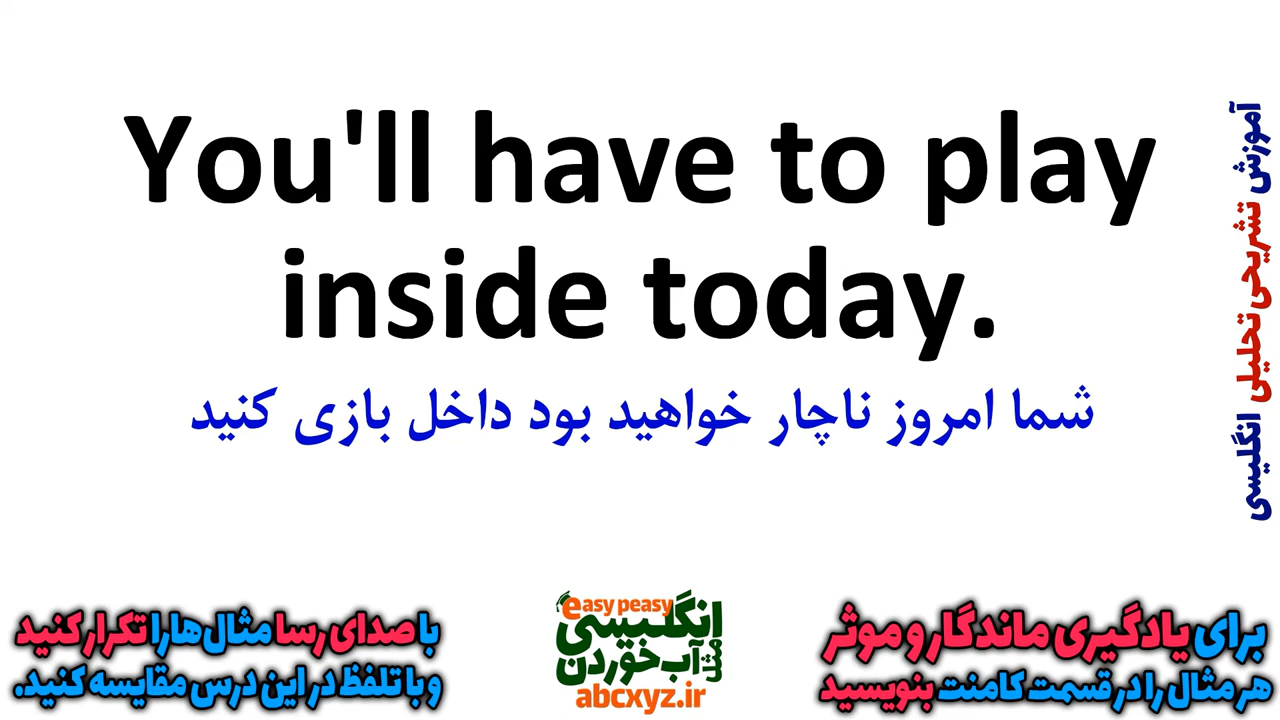 You'll have to play
inside today.
شما امروز ناچار خواهید بود داخل بازی کنید
آموزش تشریحی تحلیلی انگلیسی
برای یادگیری ماندگار و موثر
هر مثال را در قسمت کامنت بنویسید
easy peasy
انگلیسی
مثل آب خوردن
abcxyz.ir
با صدای رسا مثال‌ها را تکرار کنید
و با تلفظ در این درس مقایسه کنید.